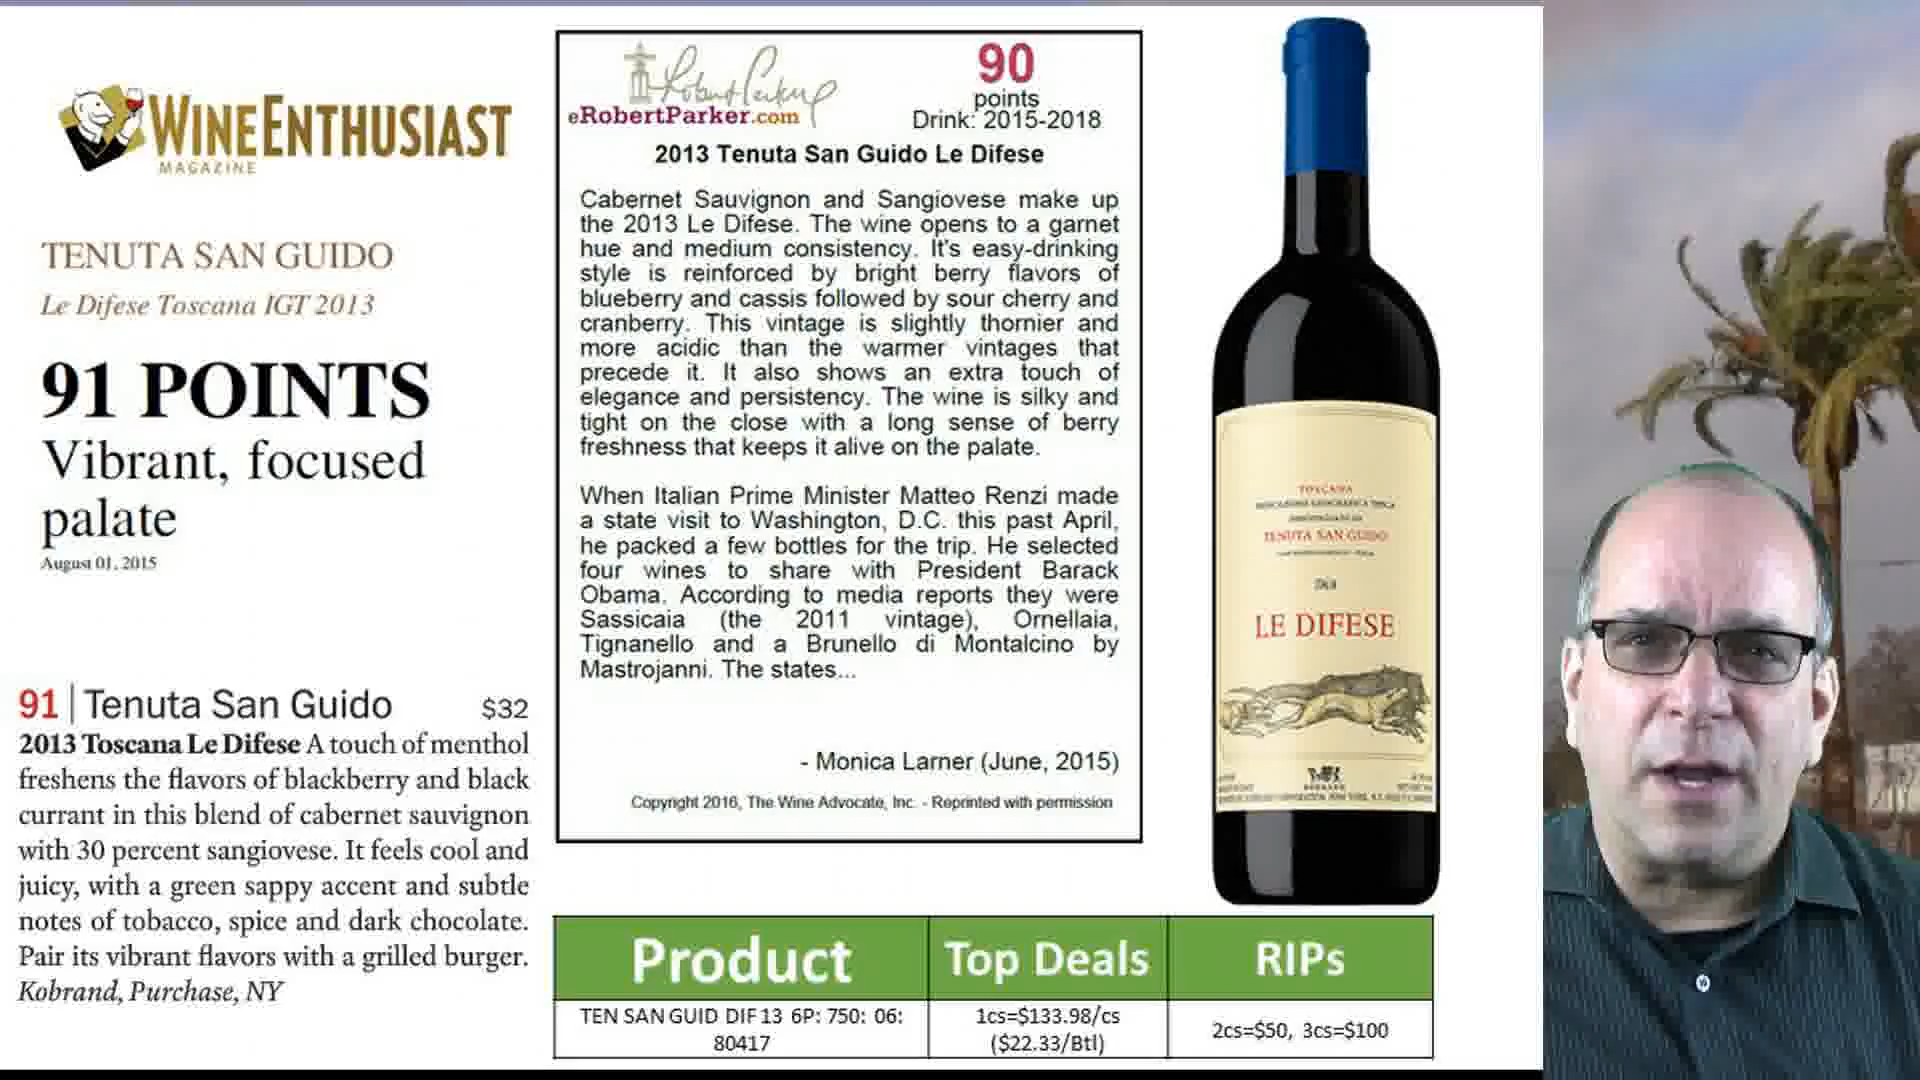 WINEENTHUSIAST
MAGAZINE
TENUTA SAN GUIDO
Le Difese Toscana IGT 2013
91 POINTS
Vibrant, focused
palate
August 01, 2015
91 | Tenuta San Guido $32
2013 Toscana Le Difese A touch of menthol
freshens the flavors of blackberry and black
currant in this blend of cabernet sauvignon
with 30 percent sangiovese. It feels cool and
juicy, with a green sappy accent and subtle
notes of tobacco, spice and dark chocolate.
Pair its vibrant flavors with a grilled burger.
Kobrand, Purchase, NY
Robert Parker
eRobertParker.com
90
points
Drink: 2015-2018
2013 Tenuta San Guido Le Difese
Cabernet Sauvignon and Sangiovese make up
the 2013 Le Difese. The wine opens to a garnet
hue and medium consistency. It's easy-drinking
style is reinforced by bright berry flavors of
blueberry and cassis followed by sour cherry and
cranberry. This vintage is slightly thornier and
more acidic than the warmer vintages that
precede it. It also shows an extra touch of
elegance and persistency. The wine is silky and
tight on the close with a long sense of berry
freshness that keeps it alive on the palate.
When Italian Prime Minister Matteo Renzi made
a state visit to Washington, D.C. this past April,
he packed a few bottles for the trip. He selected
four wines to share with President Barack
Obama. According to media reports they were
Sassicaia (the 2011 vintage), Ornellaia,
Tignanello and a Brunello di Montalcino by
Mastrojanni. The states...
- Monica Larner (June, 2015)
Copyright 2016, The Wine Advocate, Inc. - Reprinted with permission
TOSCANA
TENUTA SAN GUIDO
LE DIFESE
Product Top Deals RIPs
TEN SAN GUID DIF 13 6P: 750: 06: 1cs=$133.98/cs 2cs=$50, 3cs=$100
80417 ($22.33/Btl)